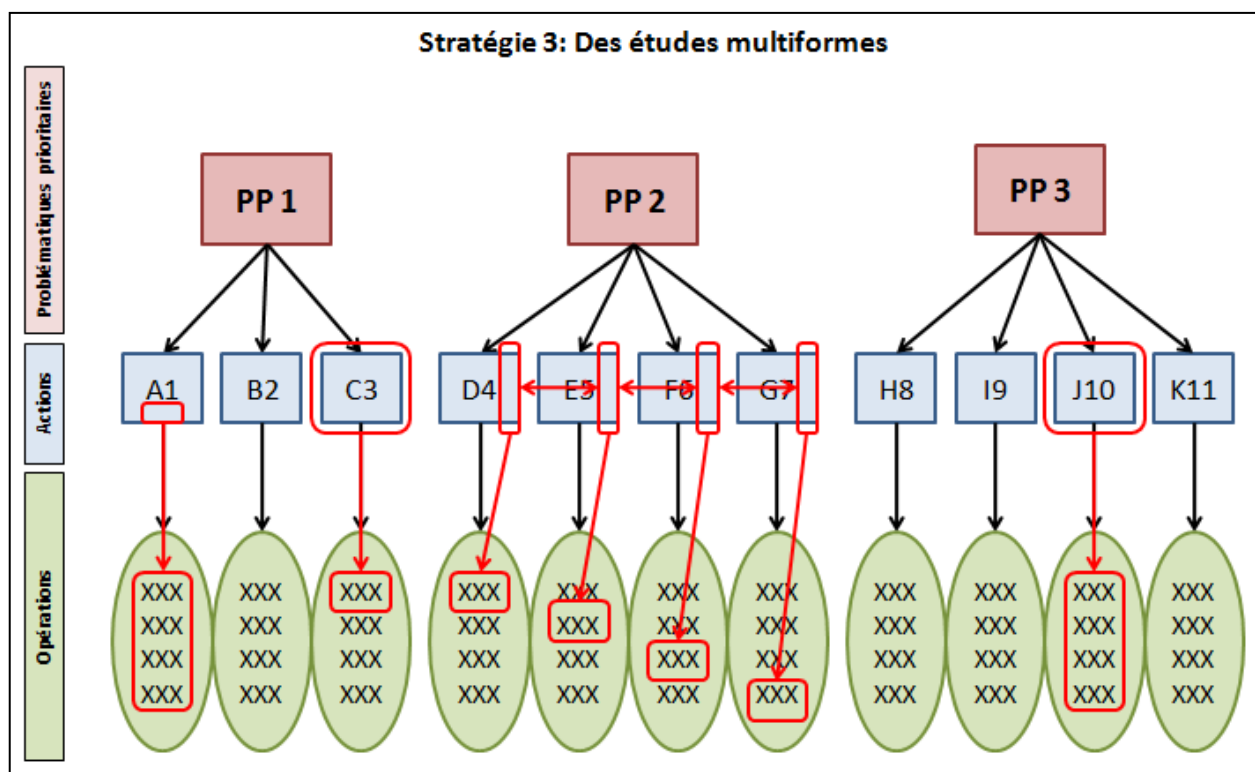 Stratégie 3: Des études multiformes
Problématiques prioritaires
PP 1
PP 2
PP 3
Actions
A1
B2
C3
D4
E5
F6
G7
H8
I9
J10
K11
Opérations
XXX XXX XXX XXX XXX XXX XXX XXX XXX XXX XXX
XXX XXX XXX XXX XXX XXX XXX XXX XXX XXX XXX
XXX XXX XXX XXX XXX XXX XXX XXX XXX XXX XXX
XXX XXX XXX XXX XXX XXX XXX XXX XXX XXX XXX